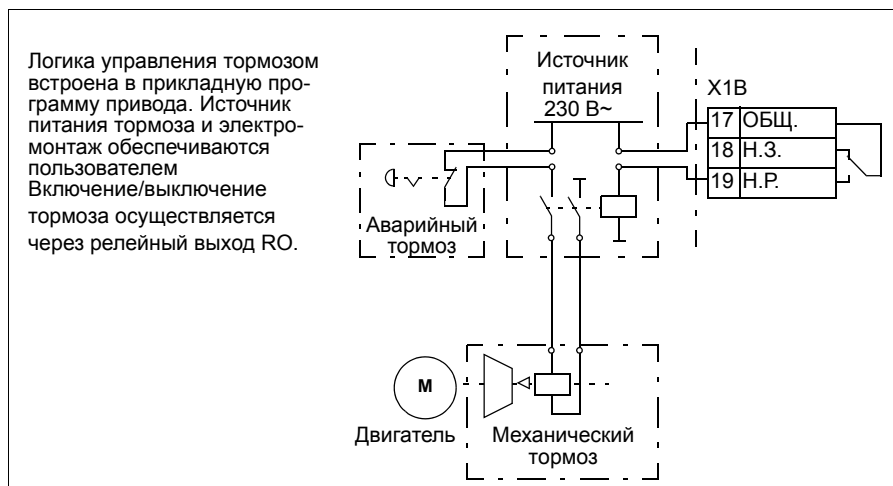 Логика управления тормозом
встроена в прикладную про-
грамму привода. Источник
питания тормоза и электро-
монтаж обеспечиваются
пользователем
Включение/выключение
тормоза осуществляется
через релейный выход RO.
Источник
питания
230 В~
X1B
17 ОБЩ.
18 Н.З.
19 Н.Р.
Аварийный
тормоз
M
Двигатель
Механический
тормоз